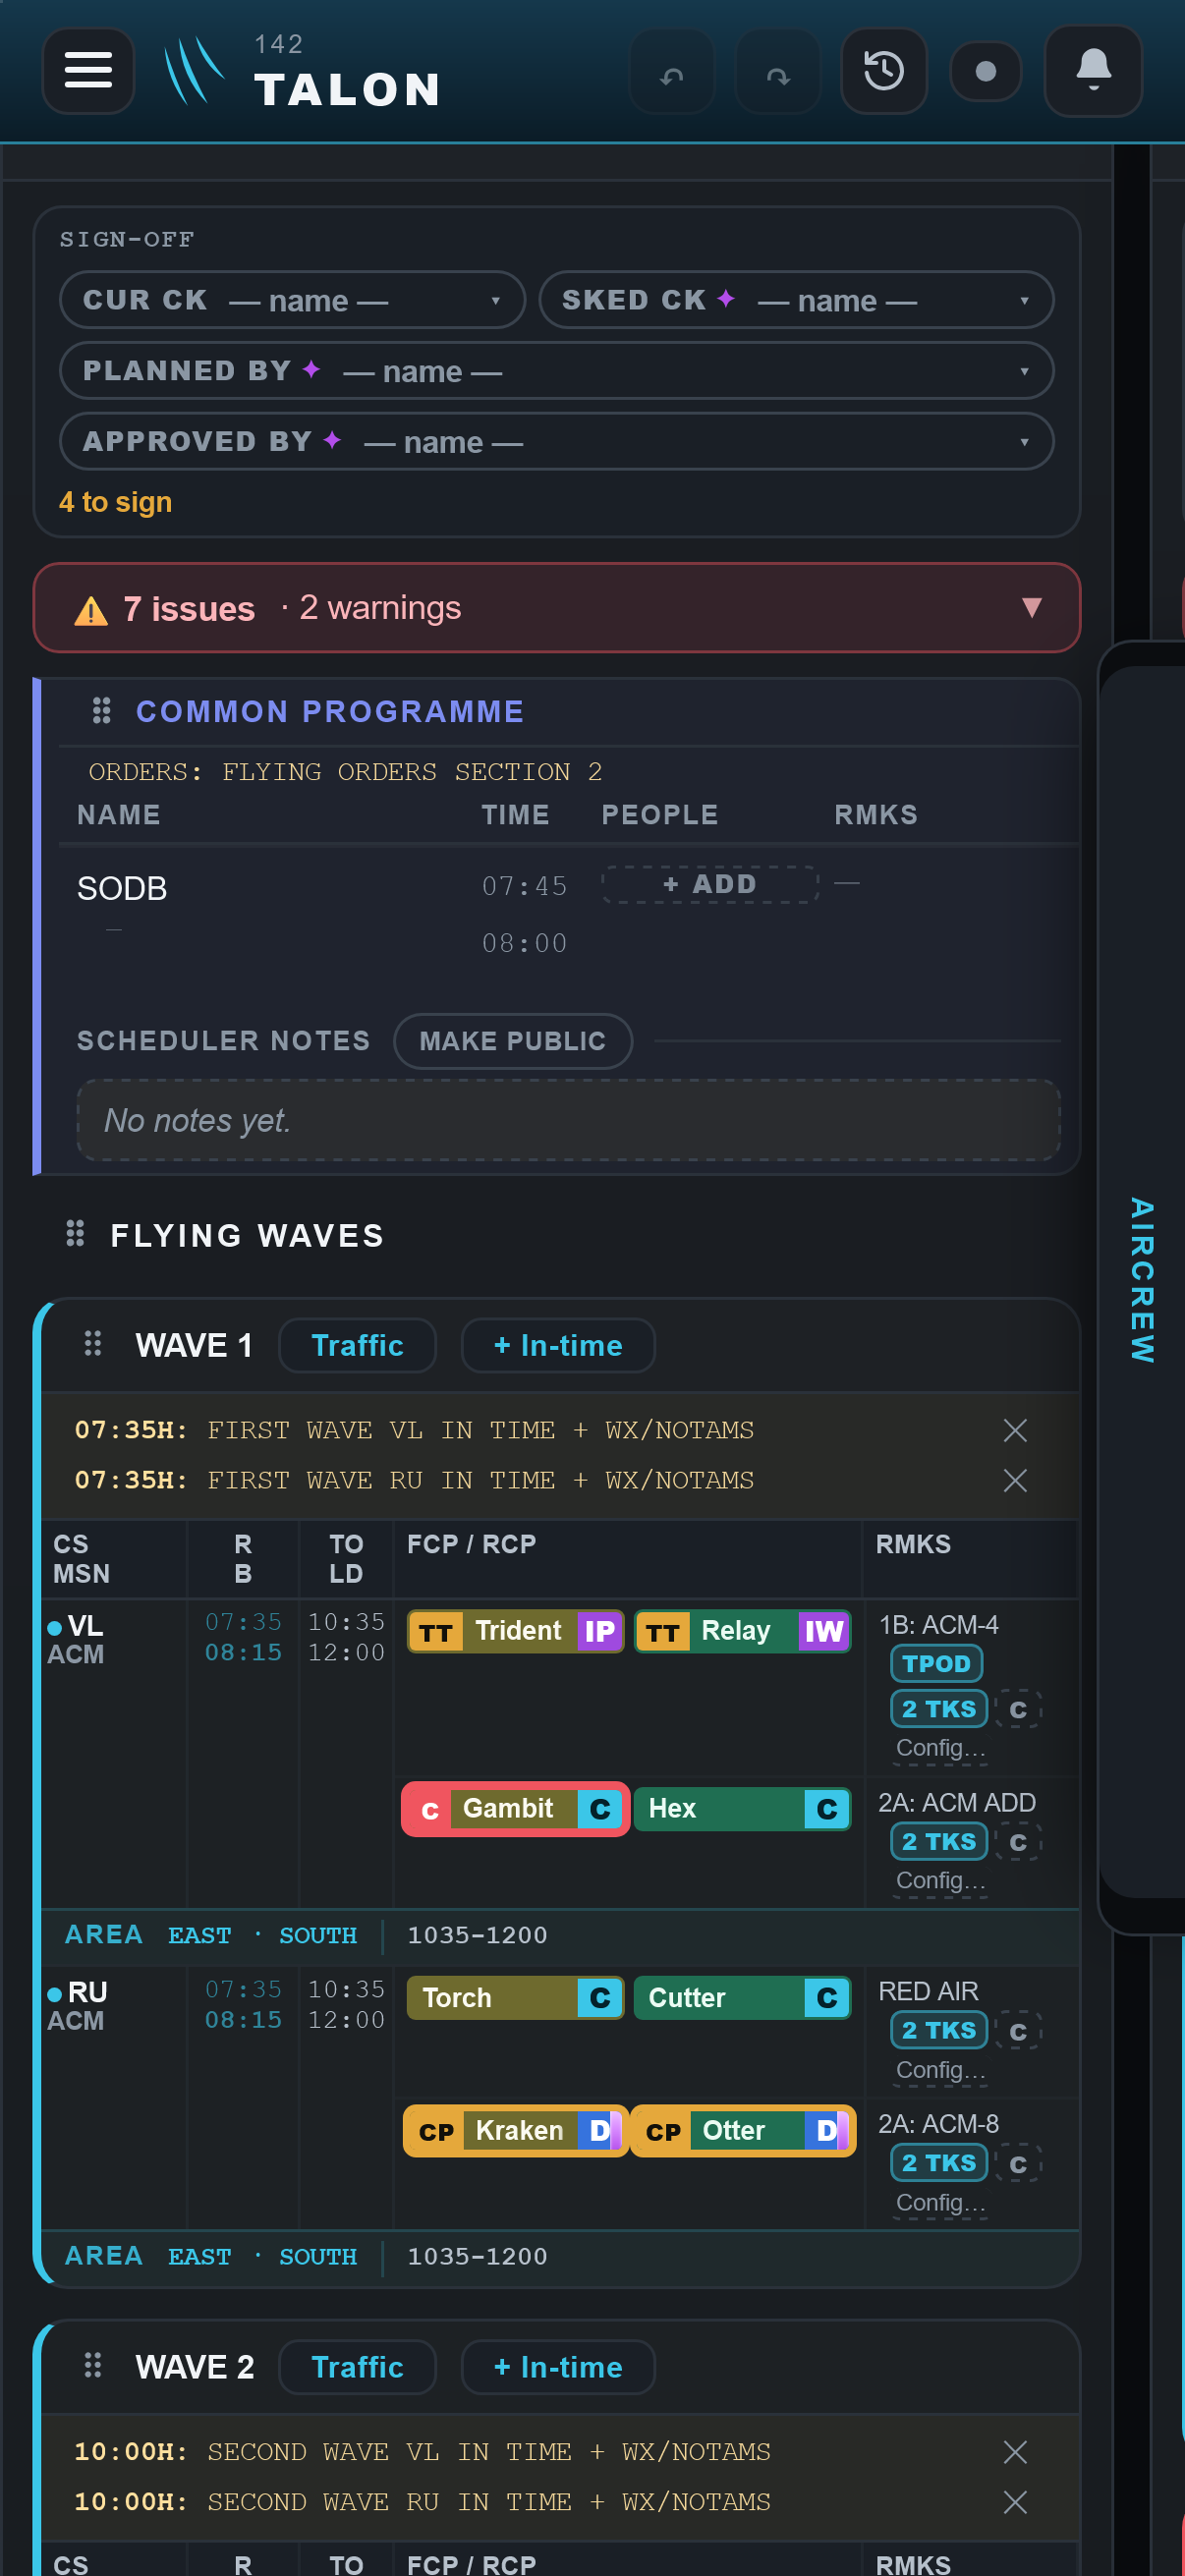 142
TALON
SIGN-OFF
CUR CK — name —
SKED CK ✦ — name —
PLANNED BY ✦ — name —
APPROVED BY ✦ — name —
4 to sign
7 issues · 2 warnings
COMMON PROGRAMME
ORDERS: FLYING ORDERS SECTION 2
NAME TIME PEOPLE RMKS
SODB 07:45 + ADD —
— 08:00
SCHEDULER NOTES MAKE PUBLIC
No notes yet.
AIRCREW
FLYING WAVES
WAVE 1 Traffic + In-time
07:35H: FIRST WAVE VL IN TIME + WX/NOTAMS
07:35H: FIRST WAVE RU IN TIME + WX/NOTAMS
CS R TO FCP / RCP RMKS
MSN B LD
VL 07:35 10:35 TT Trident IP TT Relay IW 1B: ACM-4
ACM 08:15 12:00 TPOD
2 TKS C
Config...
C Gambit C Hex C 2A: ACM ADD
2 TKS C
Config...
AREA EAST · SOUTH 1035–1200
RU 07:35 10:35 Torch C Cutter C RED AIR
ACM 08:15 12:00 2 TKS C
Config...
CP Kraken D CP Otter D 2A: ACM-8
2 TKS C
Config...
AREA EAST · SOUTH 1035–1200
WAVE 2 Traffic + In-time
10:00H: SECOND WAVE VL IN TIME + WX/NOTAMS
10:00H: SECOND WAVE RU IN TIME + WX/NOTAMS
CS R TO FCP / RCP RMKS